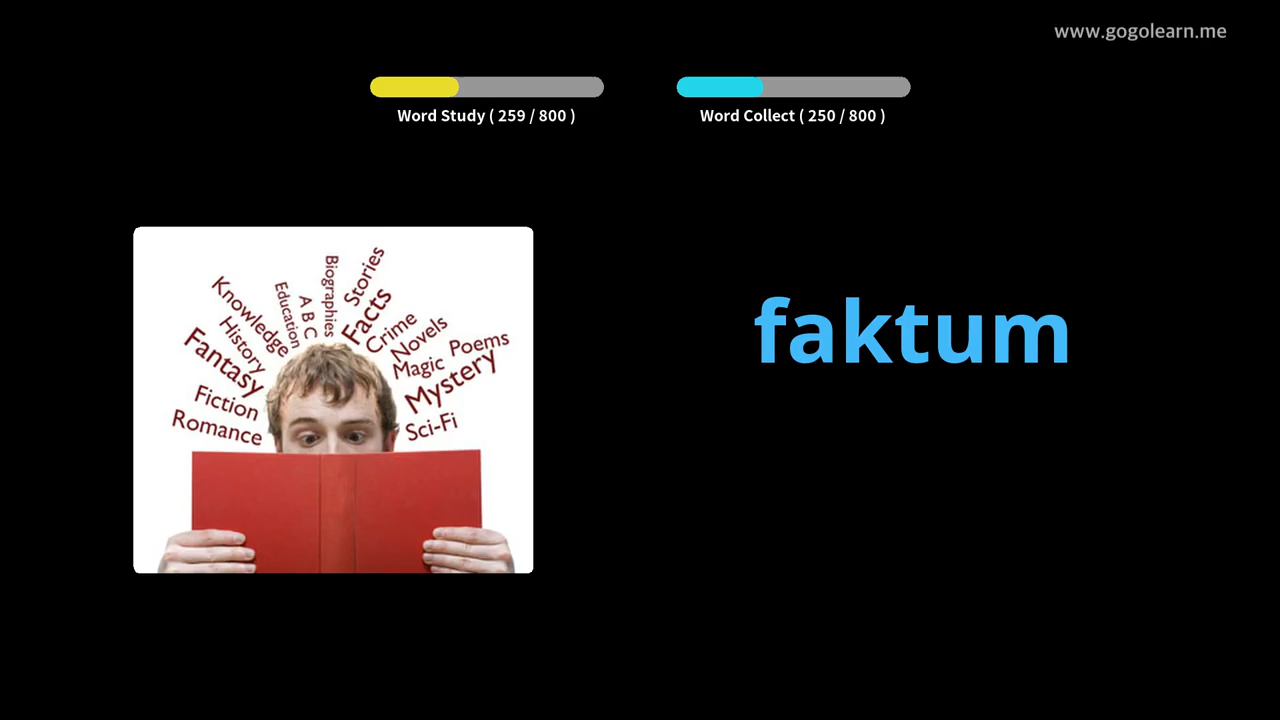 www.gogolearn.me
Word Study ( 259 / 800 )
Word Collect ( 250 / 800 )
Romance
Fiction
Fantasy
History
Knowledge
Education
A B C
Biographies
Stories
Facts
Crime
Novels
Magic
Poems
Mystery
Sci-Fi
faktum